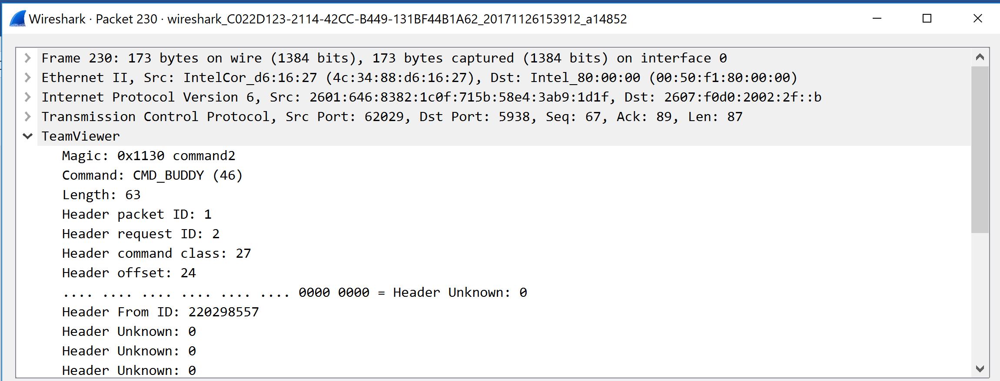 Wireshark · Packet 230 · wireshark_C022D123-2114-42CC-B449-131BF44B1A62_20171126153912_a14852
Frame 230: 173 bytes on wire (1384 bits), 173 bytes captured (1384 bits) on interface 0
Ethernet II, Src: IntelCor_d6:16:27 (4c:34:88:d6:16:27), Dst: Intel_80:00:00 (00:50:f1:80:00:00)
Internet Protocol Version 6, Src: 2601:646:8382:1c0f:715b:58e4:3ab9:1d1f, Dst: 2607:f0d0:2002:2f::b
Transmission Control Protocol, Src Port: 62029, Dst Port: 5938, Seq: 67, Ack: 89, Len: 87
TeamViewer
Magic: 0x1130 command2
Command: CMD_BUDDY (46)
Length: 63
Header packet ID: 1
Header request ID: 2
Header command class: 27
Header offset: 24
.... .... .... .... .... .... 0000 0000 = Header Unknown: 0
Header From ID: 220298557
Header Unknown: 0
Header Unknown: 0
Header Unknown: 0